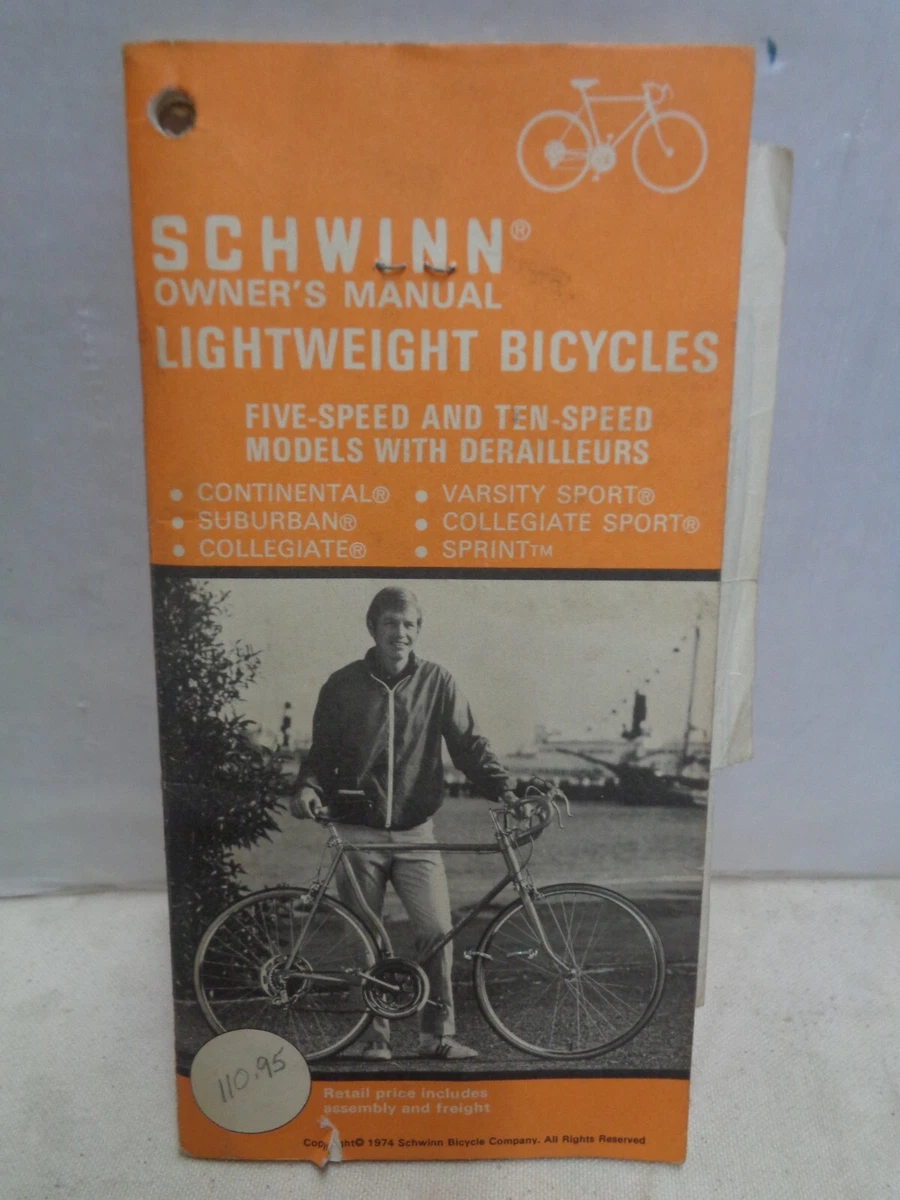 SCHWINN®
OWNER'S MANUAL
LIGHTWEIGHT BICYCLES
FIVE-SPEED AND TEN-SPEED
MODELS WITH DERAILLEURS
• CONTINENTAL® • VARSITY SPORT®
• SUBURBAN® • COLLEGIATE SPORT®
• COLLEGIATE® • SPRINT™
110.95
Retail price includes
assembly and freight
© 1974 Schwinn Bicycle Company. All Rights Reserved